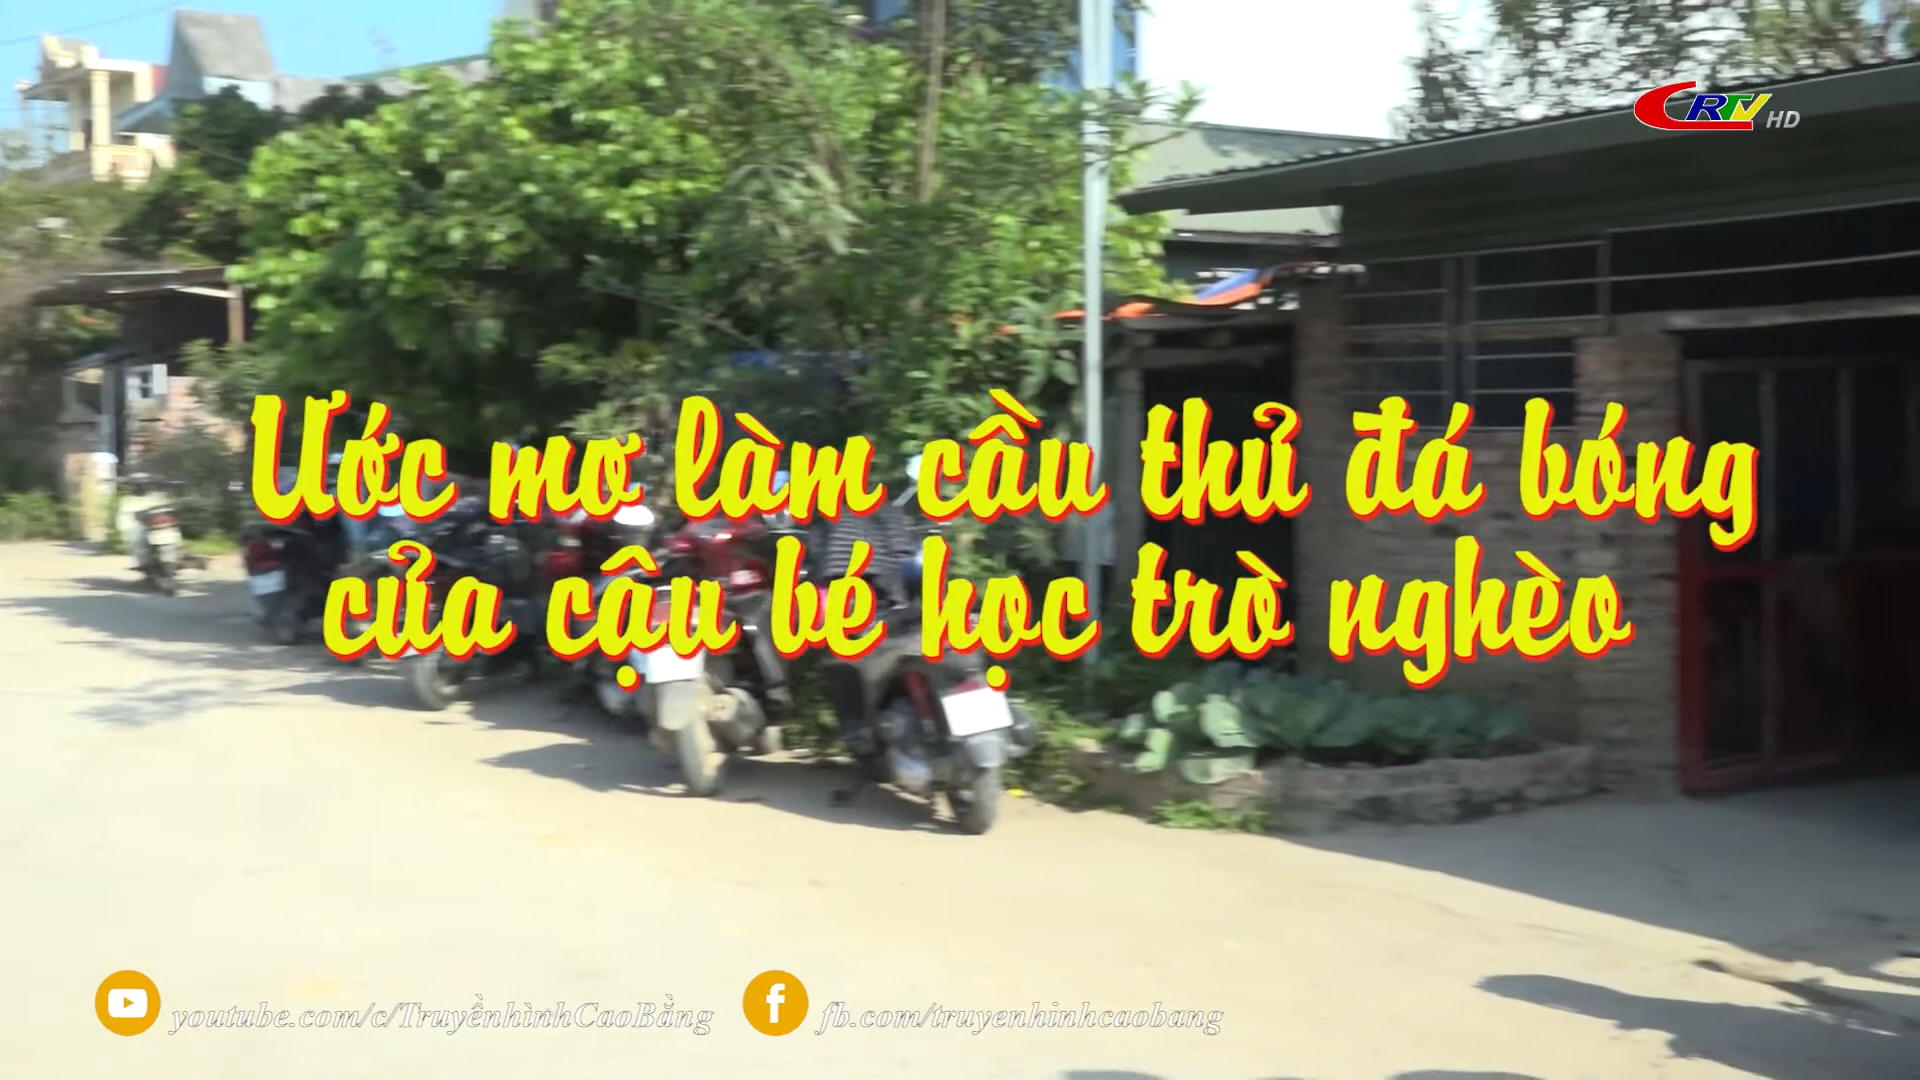 CRTV HD
Ước mơ làm cầu thủ đá bóng
của cậu bé học trò nghèo
youtube.com/c/TruyềnhìnhCaoBằng
fb.com/truyenhinhcaobang